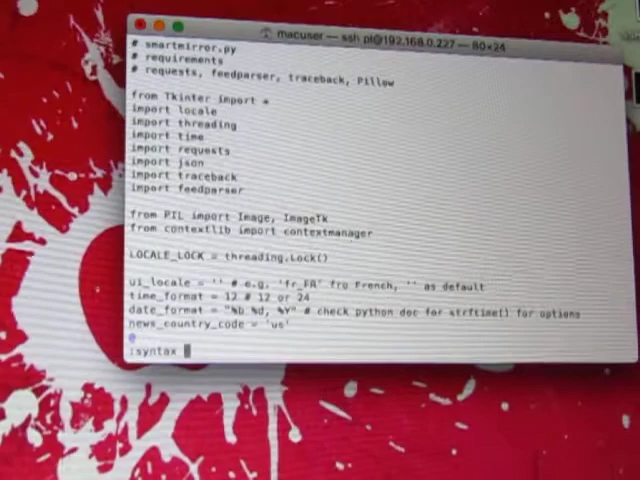 macuser — ssh pi@192.168.0.227 — 80×24
# smartmirror.py
# requirements
# requests, feedparser, traceback, Pillow
from Tkinter import *
import locale
import threading
import time
import requests
import json
import traceback
import feedparser
from PIL import Image, ImageTk
from contextlib import contextmanager
LOCALE_LOCK = threading.Lock()
ui_locale = '' # e.g. 'fr_FR' fro French, '' as default
time_format = 12 # 12 or 24
date_format = "%b %d, %Y" # check python doc for strftime() for options
news_country_code = 'us'
@
:syntax